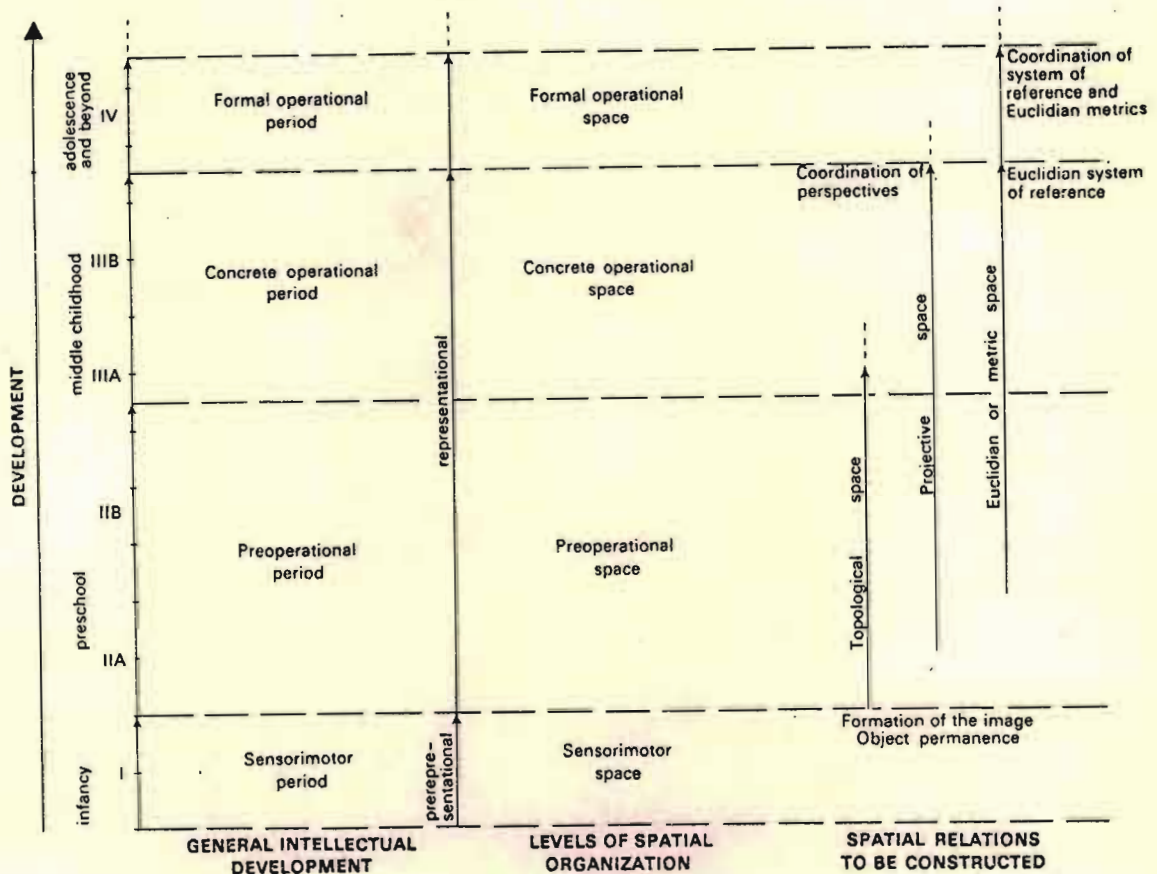 DEVELOPMENT
adolescence
and beyond
middle childhood
preschool
infancy
IV
IIIB
IIIA
IIB
IIA
I
Formal operational
period
Concrete operational
period
Preoperational
period
Sensorimotor
period
representational
prerepre-
sentational
Formal operational
space
Concrete operational
space
Preoperational
space
Sensorimotor
space
Coordination of
perspectives
Topological space
Projective space
Euclidian or metric space
Coordination of
system of
reference and
Euclidian metrics
Euclidian system
of reference
Formation of the image
Object permanence
GENERAL INTELLECTUAL
DEVELOPMENT
LEVELS OF SPATIAL
ORGANIZATION
SPATIAL RELATIONS
TO BE CONSTRUCTED